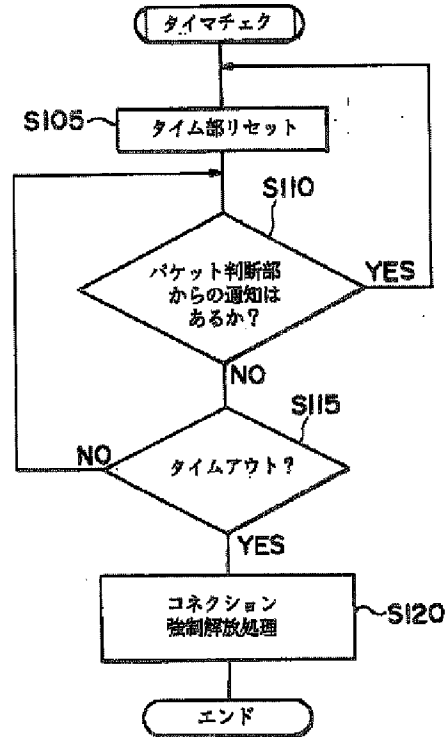 タイマチェク
S105
タイム部リセット
S110
パケット判断部
からの通知は
あるか?
YES
NO
S115
タイムアウト?
NO
YES
コネクション
強制解放処理
S120
エンド